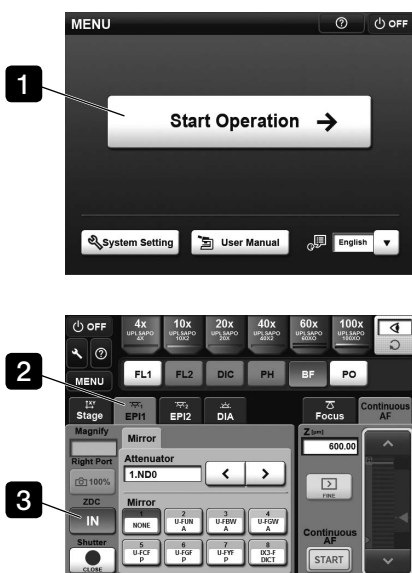 MENU
OFF
1
Start Operation
System Setting
User Manual
English
OFF
4x
UPLSAPO
4X
10x
UPLSAPO
10X2
20x
UPLSAPO
20X
40x
UPLSAPO
40X2
60x
UPLSAPO
60XO
100x
UPLSAPO
100XO
MENU
FL1
FL2
DIC
PH
BF
PO
2
XY
Stage
1
EPI1
2
EPI2
DIA
Focus
Continuous
AF
Magnify
Mirror
Z [µm]
600.00
Right Port
100%
Attenuator
1.ND0
FINE
3
ZDC
IN
Mirror
1
NONE
2
U-FUN
A
3
U-FBW
A
4
U-FGW
A
Shutter
CLOSE
5
U-FCF
P
6
U-FGF
P
7
U-FYF
P
8
IX3-F
DICT
Continuous
AF
START